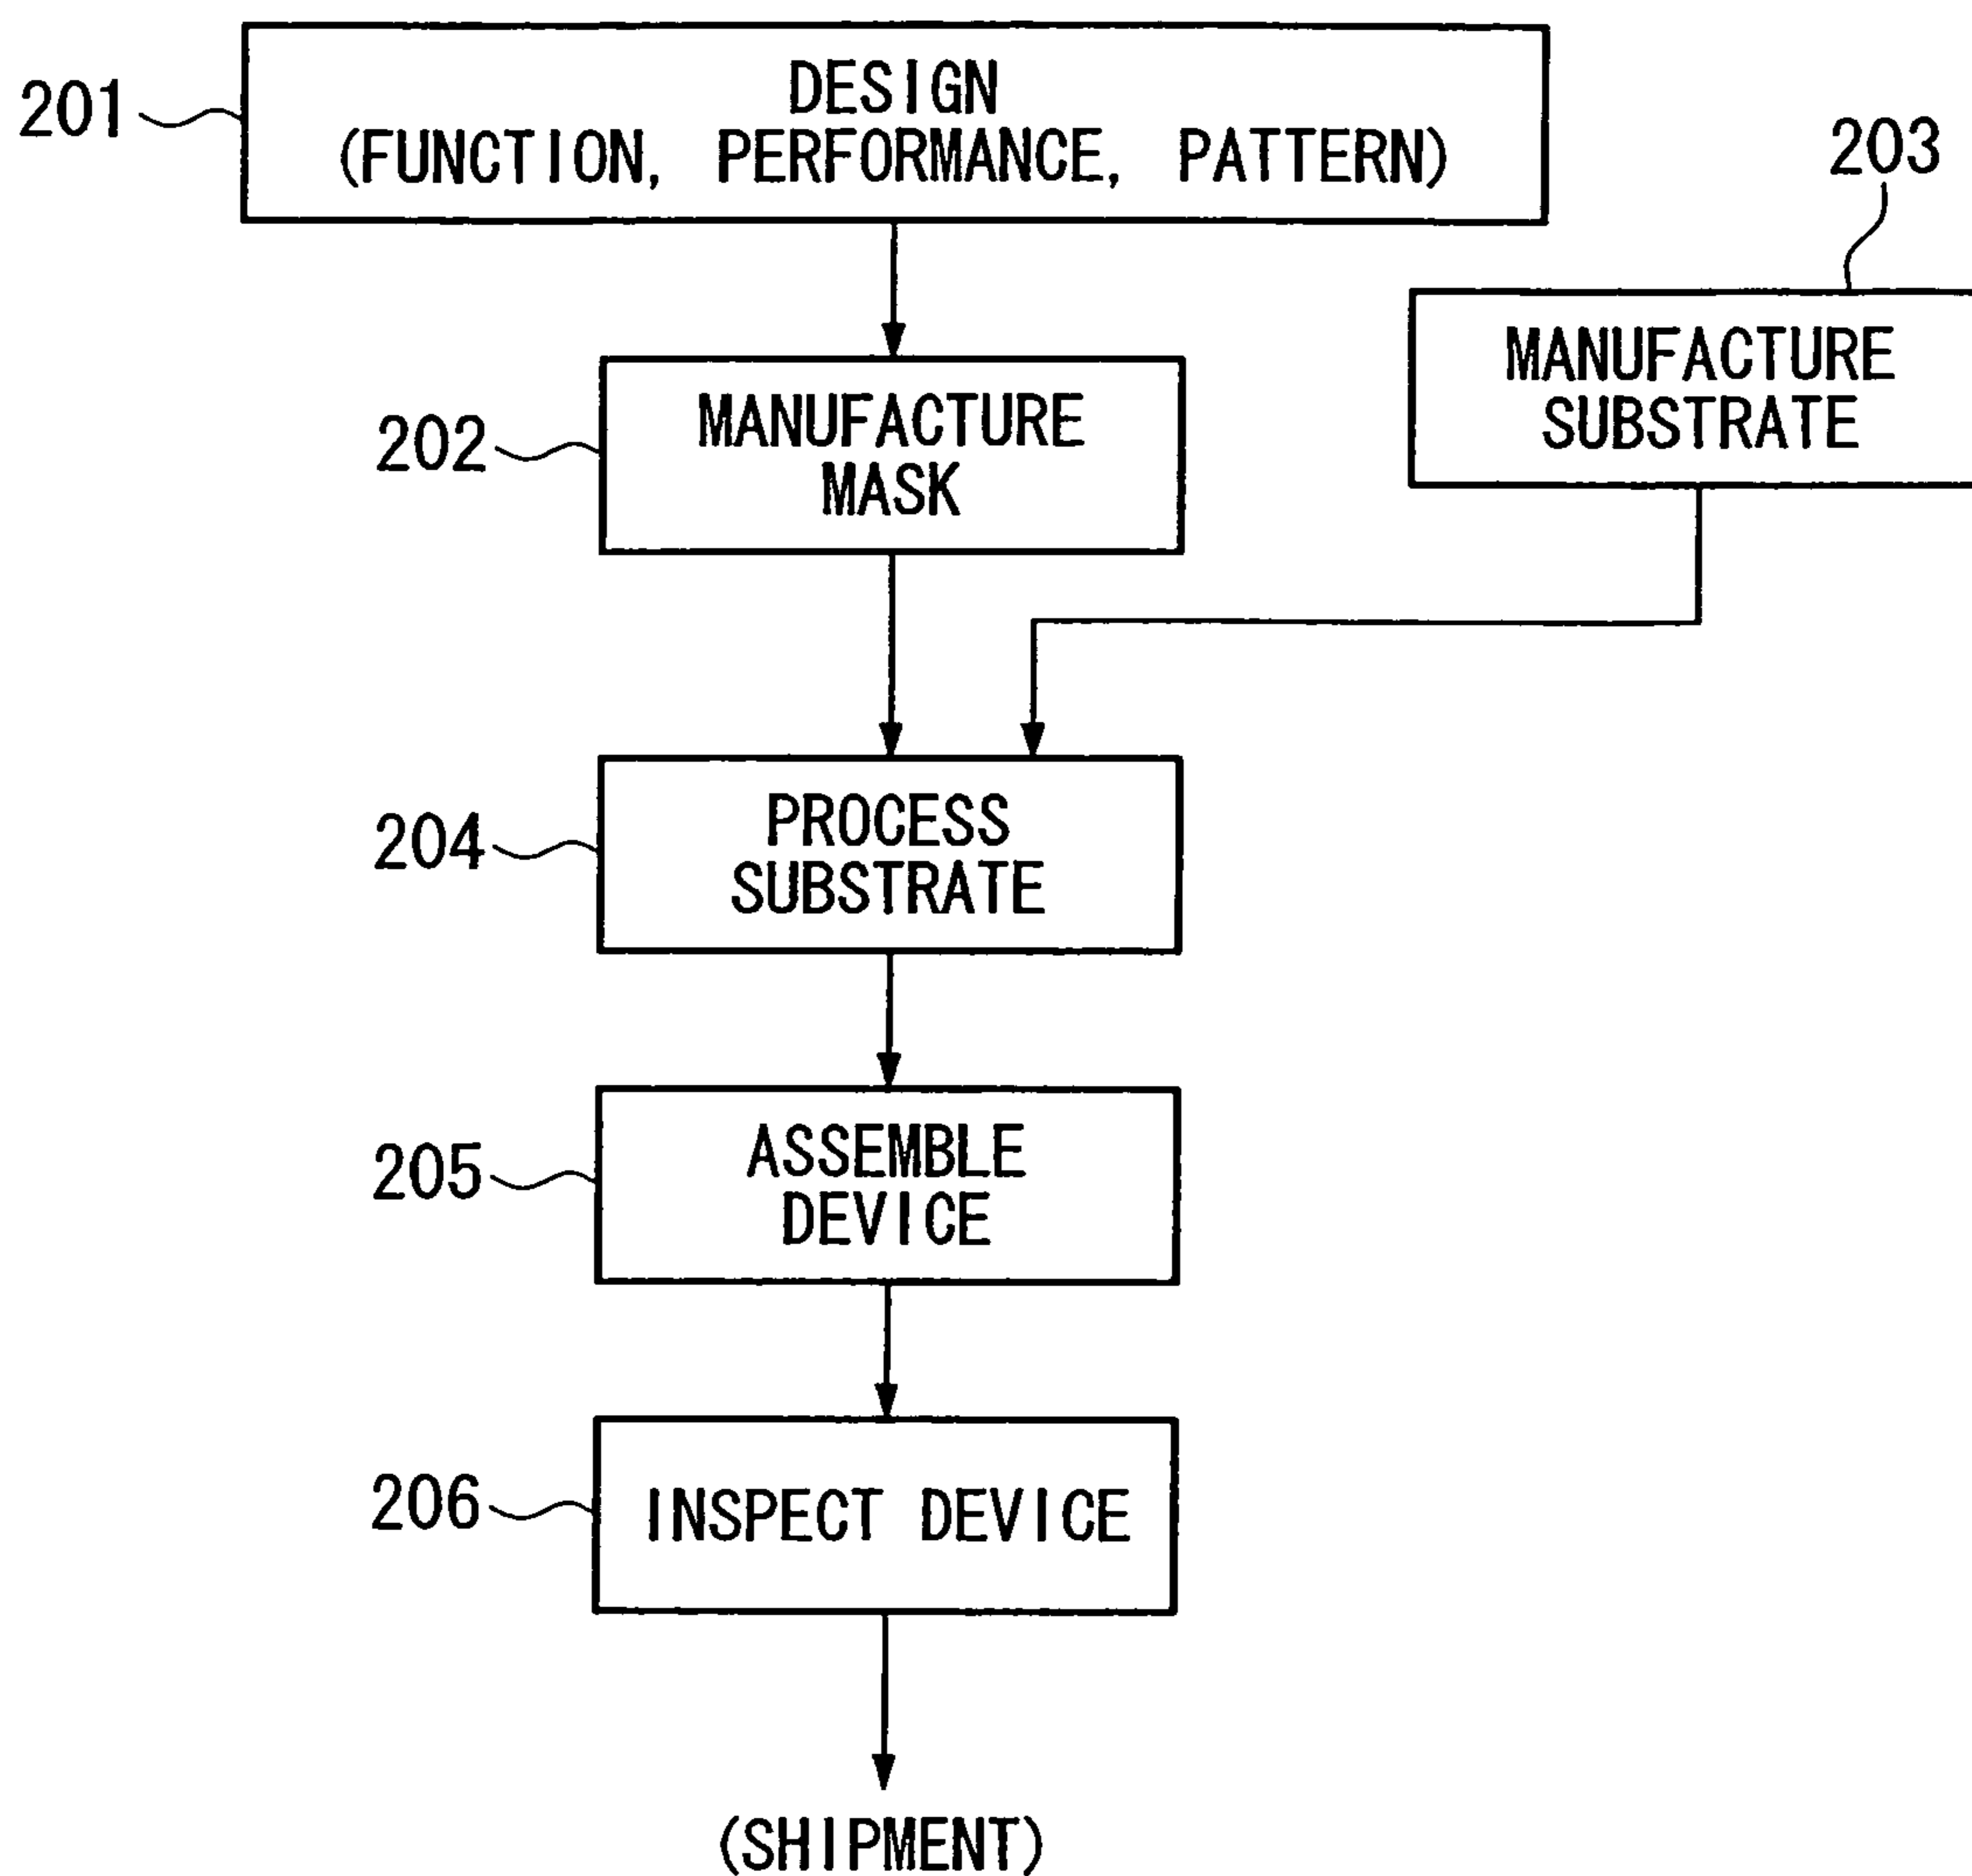 201
DESIGN
(FUNCTION, PERFORMANCE, PATTERN)
203
MANUFACTURE
SUBSTRATE
202
MANUFACTURE
MASK
204
PROCESS
SUBSTRATE
205
ASSEMBLE
DEVICE
206
INSPECT DEVICE
(SHIPMENT)